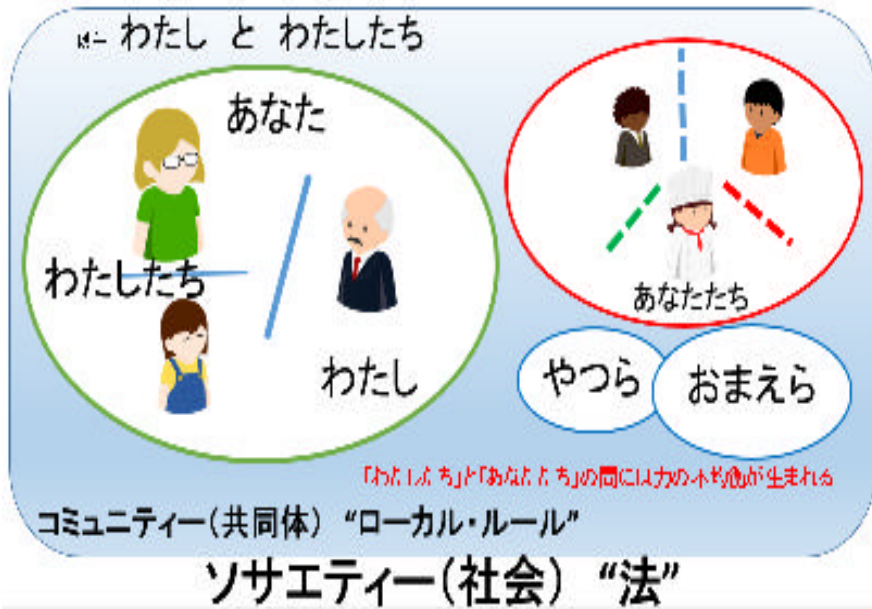 わたし と わたしたち
あなた
わたしたち
わたし
あなたたち
やつら
おまえら
「わたしたち」と「あなたたち」の間には力の不均衡が生まれる
コミュニティー(共同体) “ローカル・ルール”
ソサエティー(社会) “法”